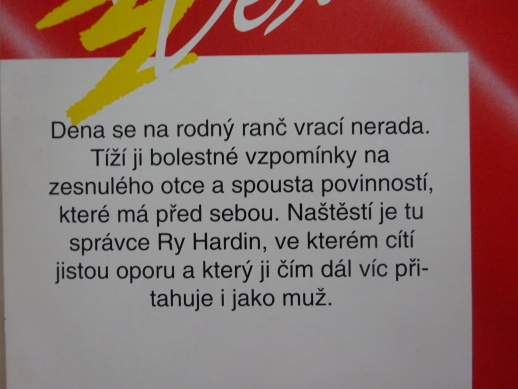 Dena se na rodný ranč vrací nerada.
Tíží ji bolestné vzpomínky na
zesnulého otce a spousta povinností,
které má před sebou. Naštěstí je tu
správce Ry Hardin, ve kterém cítí
jistou oporu a který ji čím dál víc při-
tahuje i jako muž.